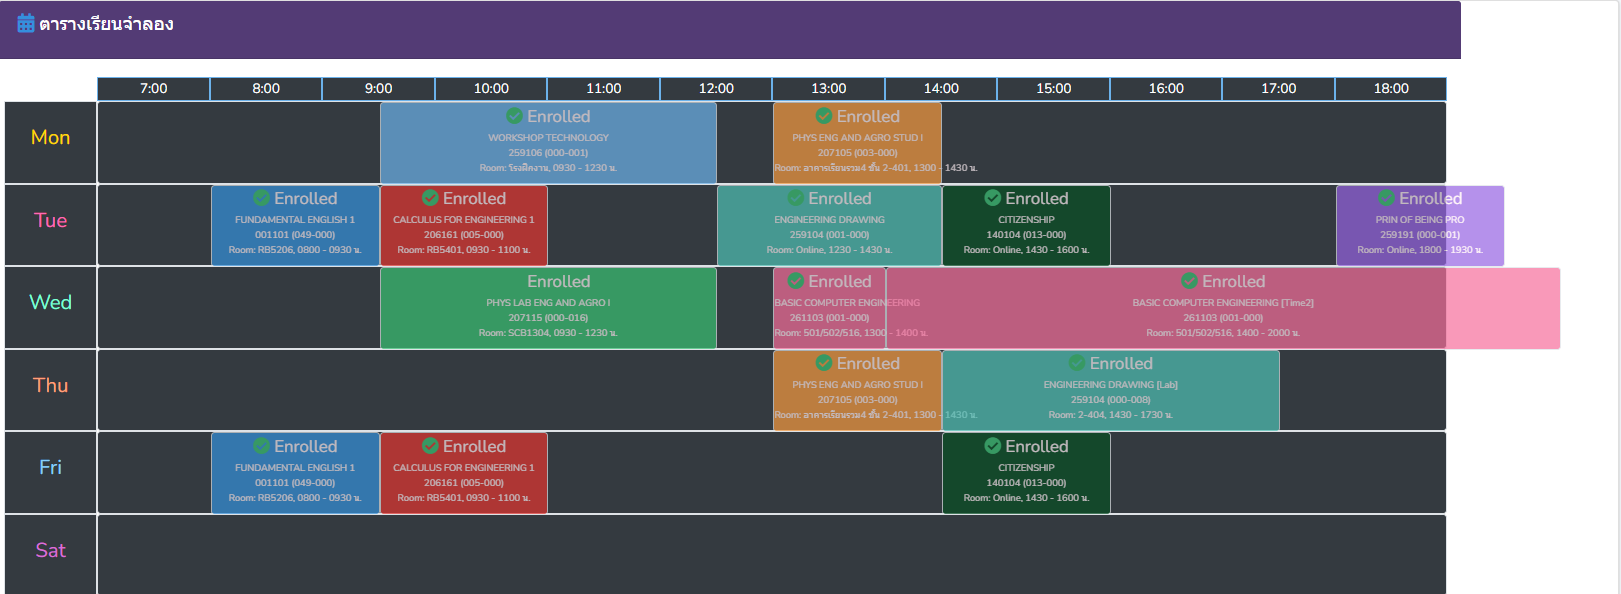 ตารางเรียนจำลอง
7:00 8:00 9:00 10:00 11:00 12:00 13:00 14:00 15:00 16:00 17:00 18:00
Mon
Enrolled
WORKSHOP TECHNOLOGY
259106 (000-001)
Room: โรงฝึกงาน, 0930 - 1230 น.
Enrolled
PHYS ENG AND AGRO STUD I
207105 (003-000)
Room: อาคารเรียนรวม4 ชั้น 2-401, 1300 - 1430 น.
Tue
Enrolled
FUNDAMENTAL ENGLISH 1
001101 (049-000)
Room: RB5206, 0800 - 0930 น.
Enrolled
CALCULUS FOR ENGINEERING 1
206161 (005-000)
Room: RB5401, 0930 - 1100 น.
Enrolled
ENGINEERING DRAWING
259104 (001-000)
Room: Online, 1230 - 1430 น.
Enrolled
CITIZENSHIP
140104 (013-000)
Room: Online, 1430 - 1600 น.
Enrolled
PRIN OF BEING PRO
259191 (000-001)
Room: Online, 1800 - 1930 น.
Wed
Enrolled
PHYS LAB ENG AND AGRO I
207115 (000-016)
Room: SCB1304, 0930 - 1230 น.
Enrolled
BASIC COMPUTER ENGINEERING
261103 (001-000)
Room: 501/502/516, 1300 - 1400 น.
Enrolled
BASIC COMPUTER ENGINEERING [Time2]
261103 (001-000)
Room: 501/502/516, 1400 - 2000 น.
Thu
Enrolled
PHYS ENG AND AGRO STUD I
207105 (003-000)
Room: อาคารเรียนรวม4 ชั้น 2-401, 1300 - 1430 น.
Enrolled
ENGINEERING DRAWING [Lab]
259104 (000-008)
Room: 2-404, 1430 - 1730 น.
Fri
Enrolled
FUNDAMENTAL ENGLISH 1
001101 (049-000)
Room: RB5206, 0800 - 0930 น.
Enrolled
CALCULUS FOR ENGINEERING 1
206161 (005-000)
Room: RB5401, 0930 - 1100 น.
Enrolled
CITIZENSHIP
140104 (013-000)
Room: Online, 1430 - 1600 น.
Sat